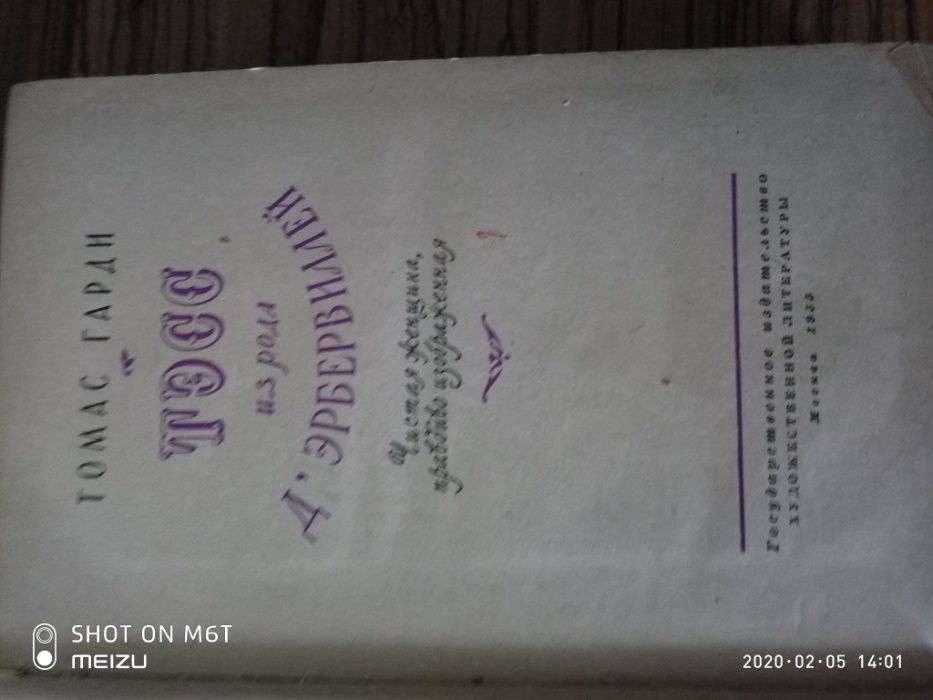 ТОМАС ГАРДИ
ТЭСС
из рода
Д'ЭРБЕРВИЛЛЕЙ
Чистая женщина,
правдиво изображенная
Государственное издательство
ХУДОЖЕСТВЕННОЙ ЛИТЕРАТУРЫ
Москва 1955
SHOT ON M6T
MEIZU
2020·02·05 14:01